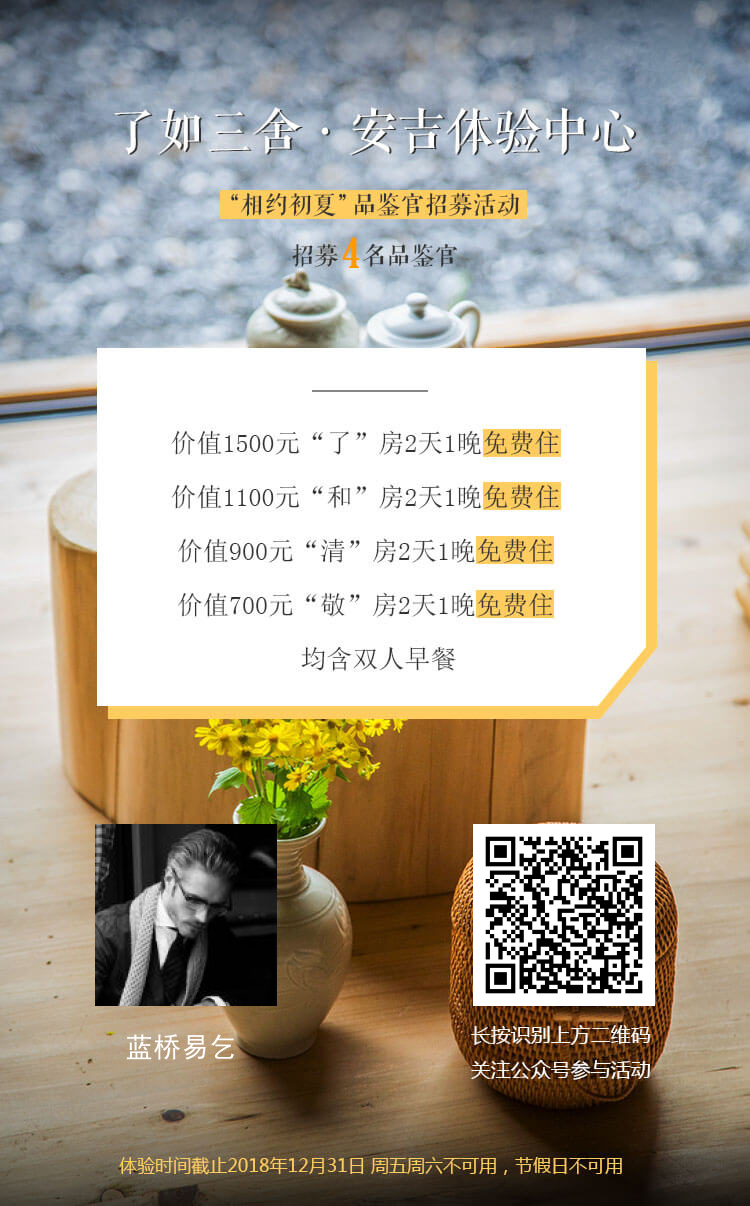 了如三舍·安吉体验中心
“相约初夏”品鉴官招募活动
招募4名品鉴官
价值1500元“了”房2天1晚免费住
价值1100元“和”房2天1晚免费住
价值900元“清”房2天1晚免费住
价值700元“敬”房2天1晚免费住
均含双人早餐
蓝桥易乞
长按识别上方二维码
关注公众号参与活动
体验时间截止2018年12月31日 周五周六不可用，节假日不可用